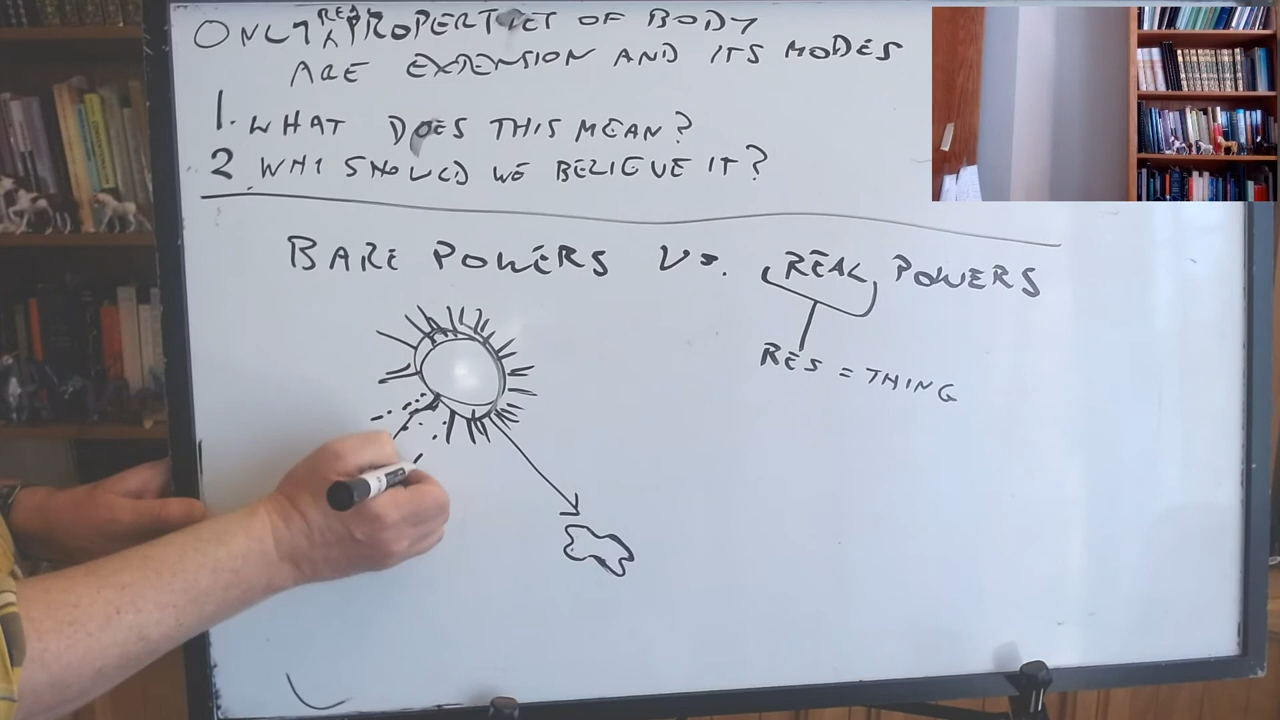 ONLY REAL PROPERTIES OF BODY
ARE EXTENSION AND ITS MODES
1. WHAT DOES THIS MEAN?
2 WHY SHOULD WE BELIEVE IT?
BARE POWERS VS. REAL POWERS
RES = THING